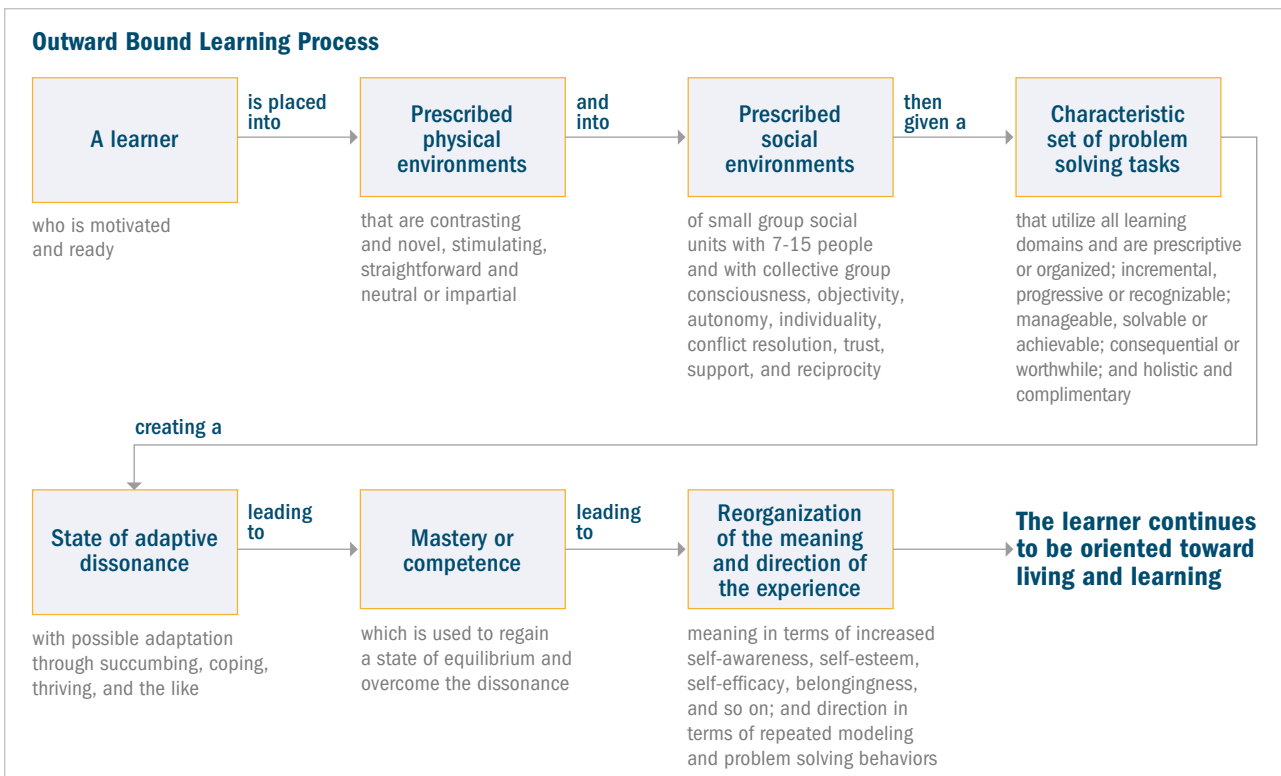 Outward Bound Learning Process
A learner
is placed
into
Prescribed
physical
environments
and
into
Prescribed
social
environments
then
given a
Characteristic
set of problem
solving tasks
who is motivated
and ready
that are contrasting
and novel, stimulating,
straightforward and
neutral or impartial
of small group social
units with 7-15 people
and with collective group
consciousness, objectivity,
autonomy, individuality,
conflict resolution, trust,
support, and reciprocity
that utilize all learning
domains and are prescriptive
or organized; incremental,
progressive or recognizable;
manageable, solvable or
achievable; consequential or
worthwhile; and holistic and
complimentary
creating a
State of adaptive
dissonance
leading
to
Mastery or
competence
leading
to
Reorganization
of the meaning
and direction of
the experience
The learner continues
to be oriented toward
living and learning
with possible adaptation
through succumbing, coping,
thriving, and the like
which is used to regain
a state of equilibrium and
overcome the dissonance
meaning in terms of increased
self-awareness, self-esteem,
self-efficacy, belongingness,
and so on; and direction in
terms of repeated modeling
and problem solving behaviors